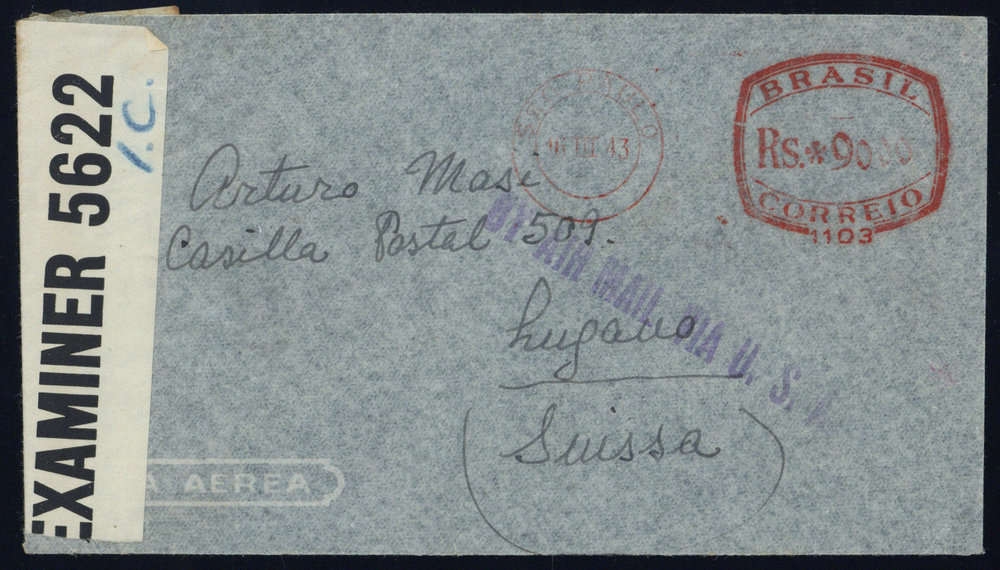 EXAMINER 5622
I.C.
43
BRASIL
Rs.*9000
CORREIO
1103
Arturo Masi
Casilla Postal 509.
BY AIR MAIL VIA U. S.
Lugano
(Suissa)
AEREA